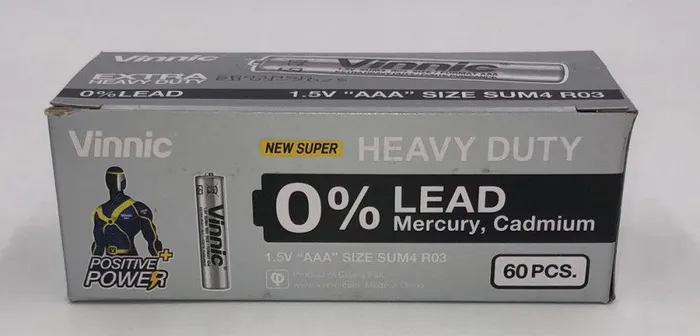 Vinnic
EXTRA
HEAVY DUTY
0% LEAD
Vinnic
1.5V "AAA" SIZE SUM4 R03
Vinnic
NEW SUPER
HEAVY DUTY
0% LEAD
Mercury, Cadmium
Vinnic
POSITIVE
POWER+
1.5V "AAA" SIZE SUM4 R03
60 PCS.